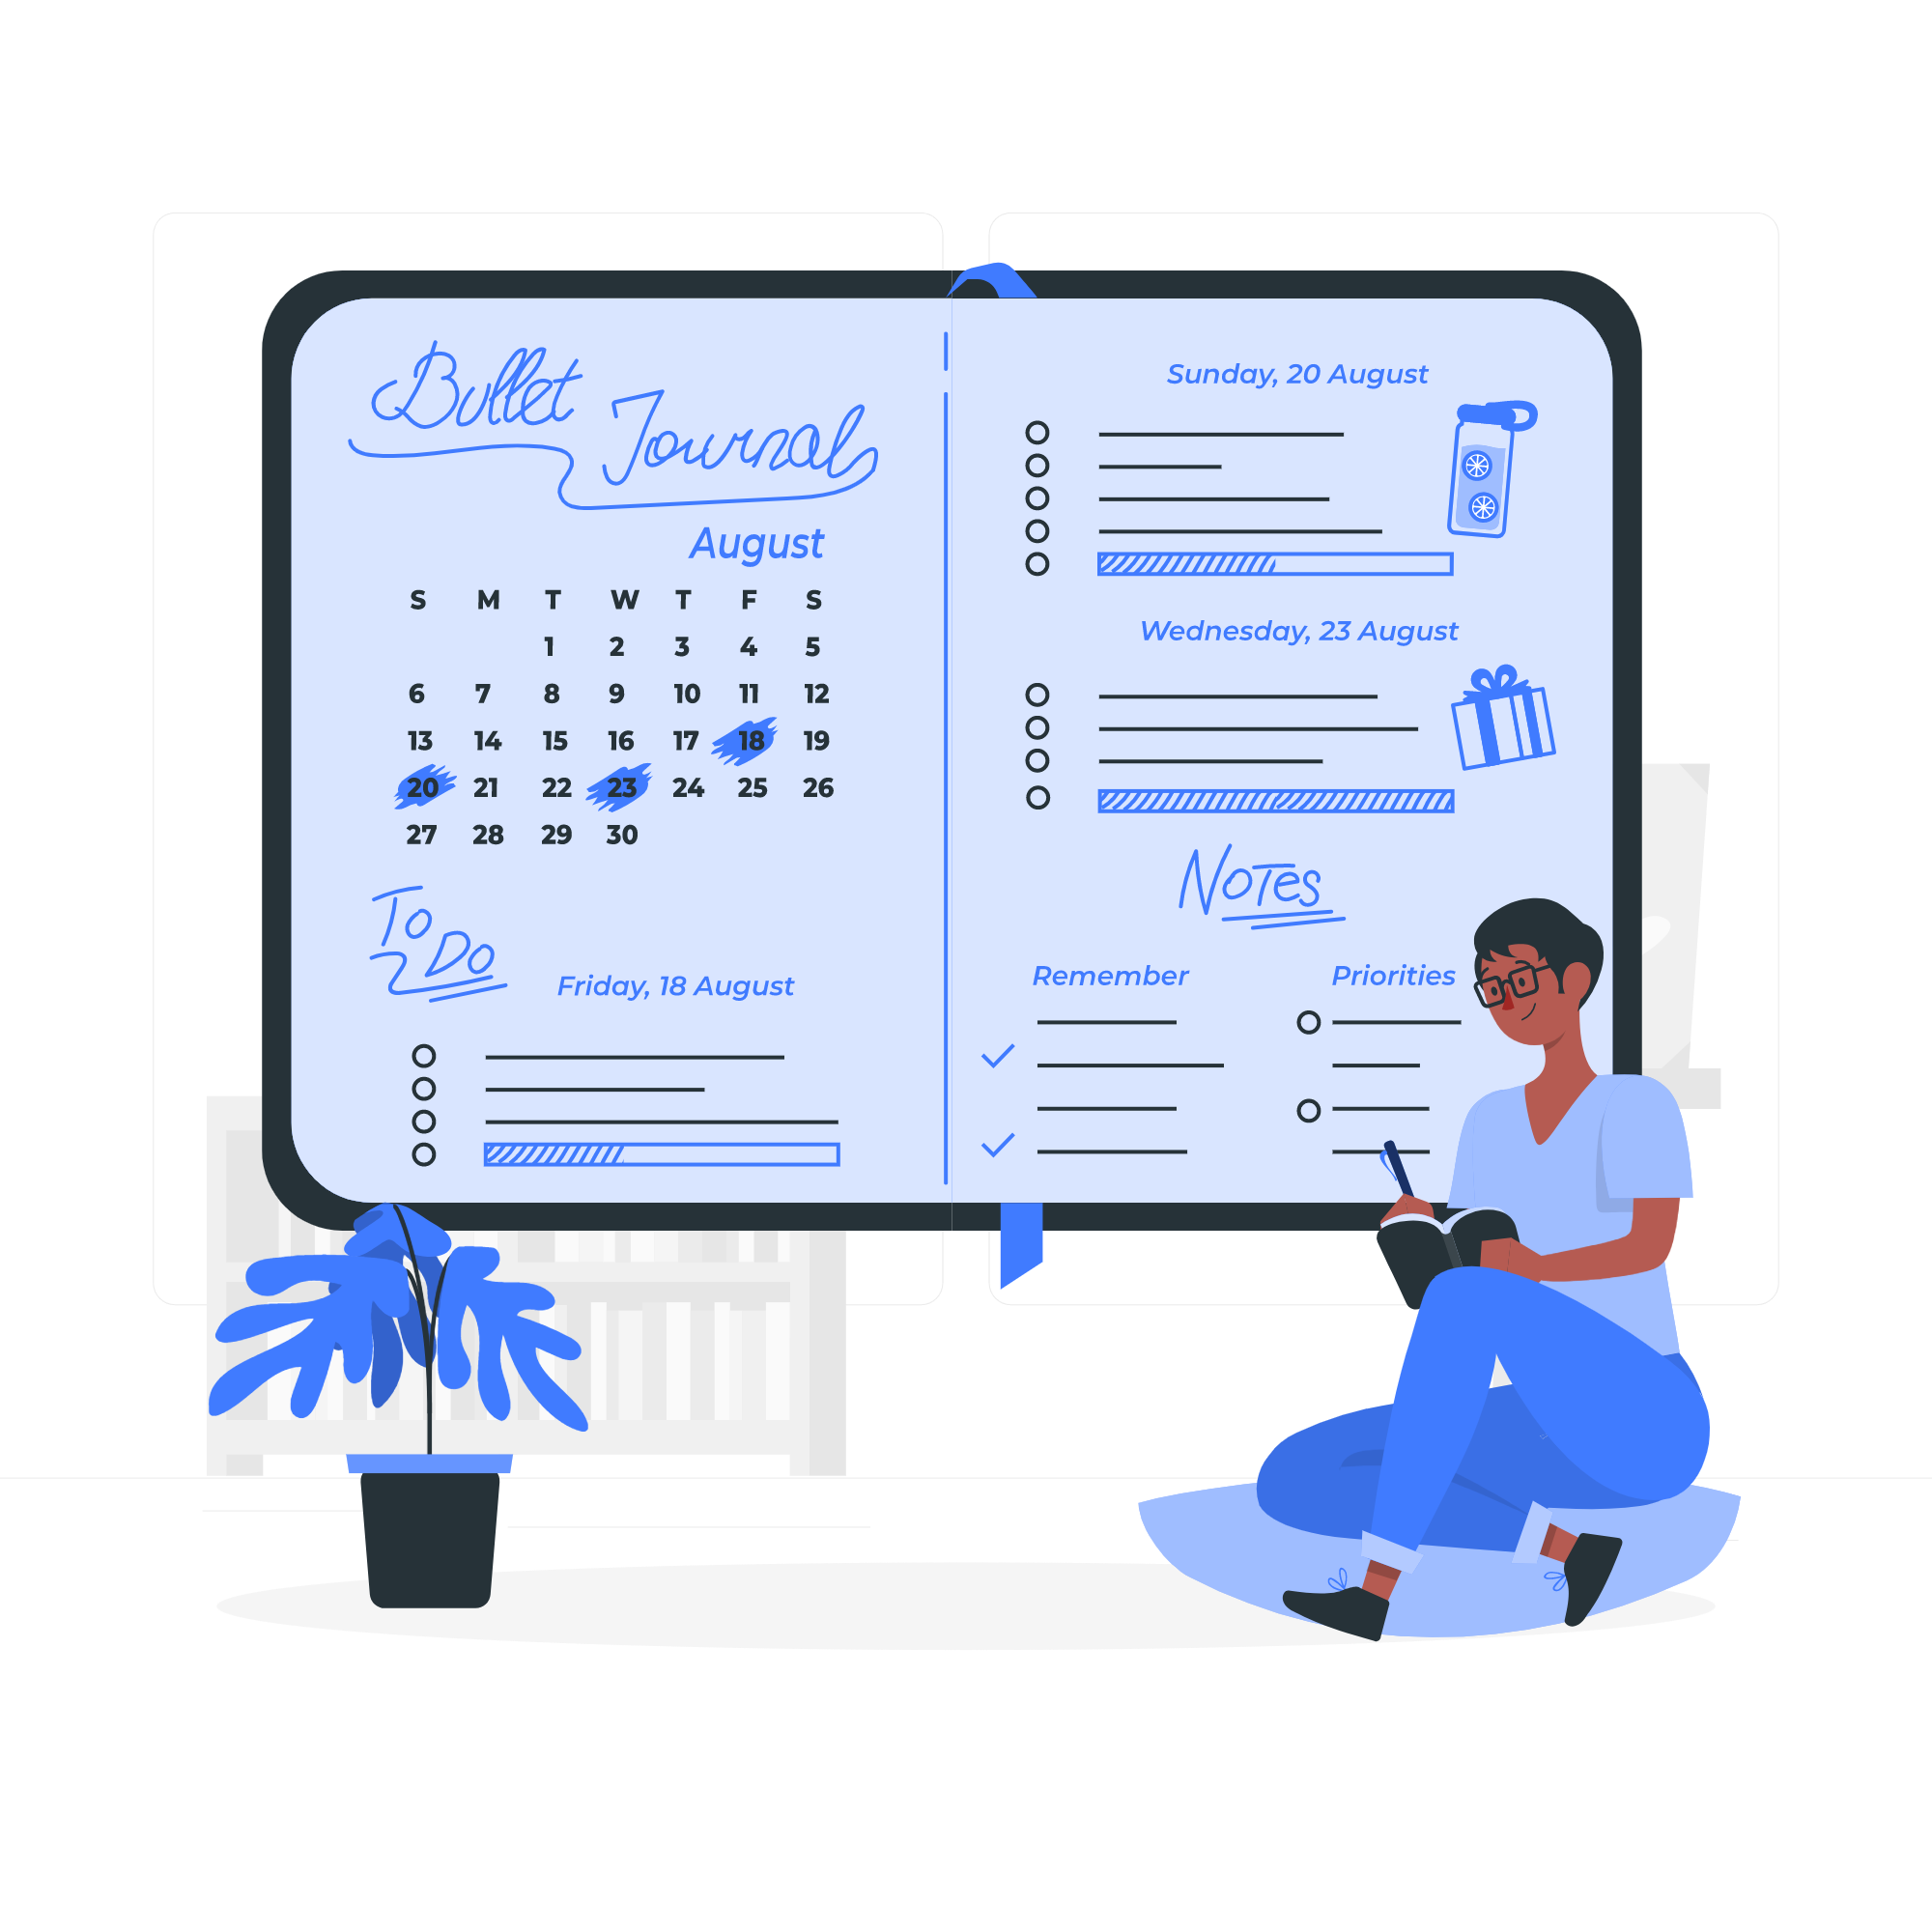 Bullet
Journal
August
S M T W T F S
1 2 3 4 5
6 7 8 9 10 11 12
13 14 15 16 17 18 19
20 21 22 23 24 25 26
27 28 29 30
To
Do
Friday, 18 August
Sunday, 20 August
Wednesday, 23 August
Notes
Remember Priorities